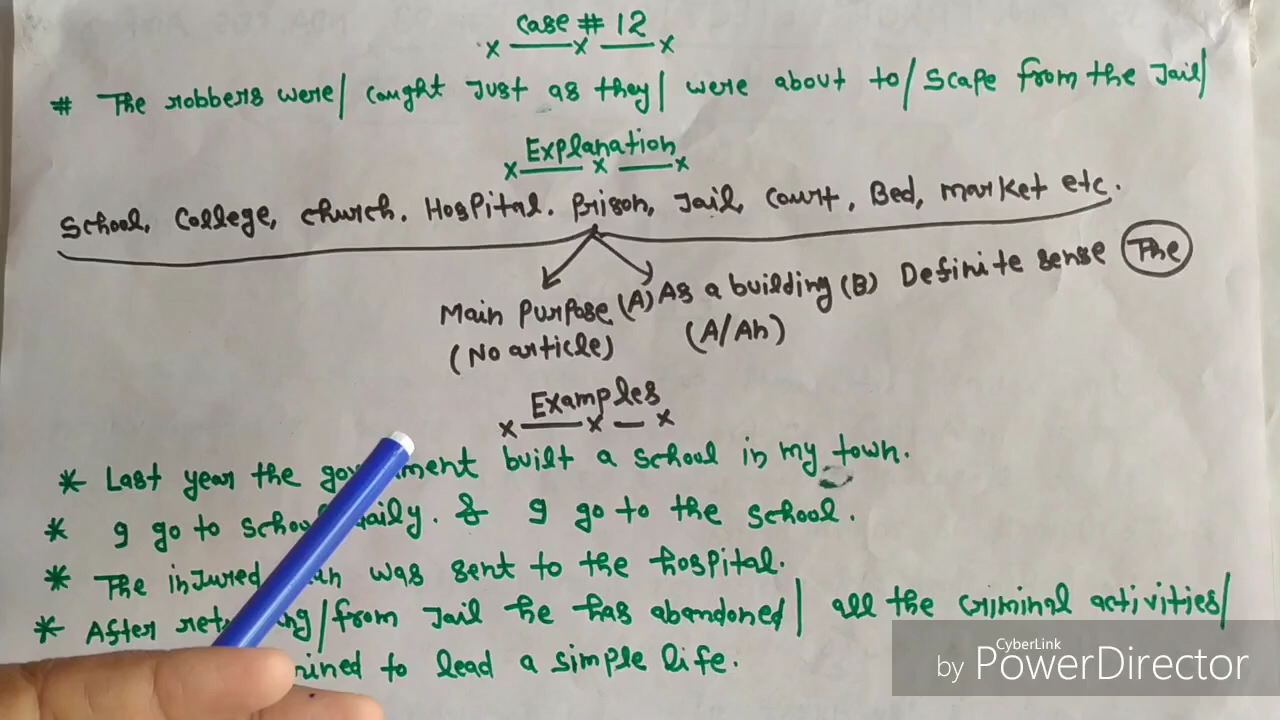 Case # 12
# The robbers were/ caught Just as they/ were about to/ Scape from the Jail/
Explanation
School, College, church. Hospital. Prison, Jail, Court, Bed, market etc.
Main purpose (A) As a building (B) Definite sense The
(No article) (A/An)
Examples
* Last year the government built a school in my town.
* I go to school daily. & I go to the school.
* The injured was sent to the hospital.
* After / from Jail he has abandoned/ all the criminal activities/
to lead a simple life.
CyberLink
by PowerDirector